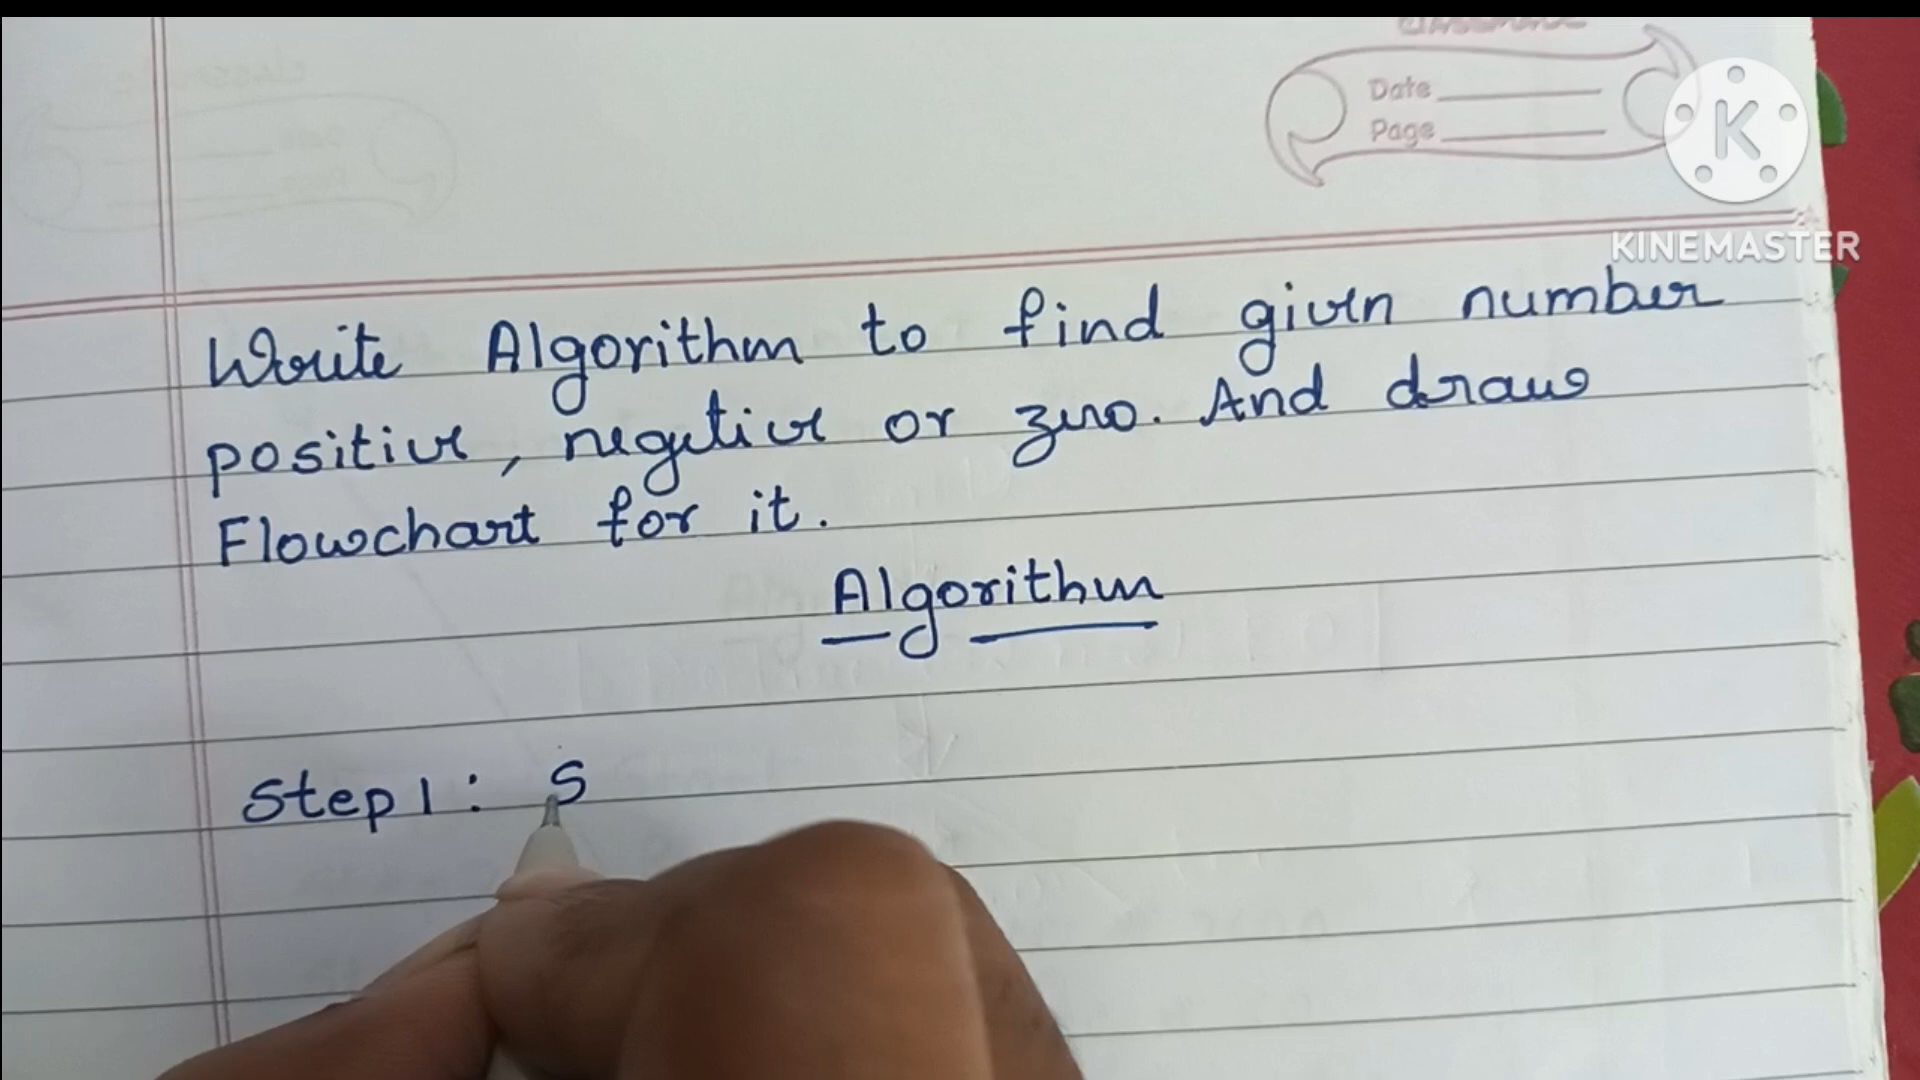 classmate
Date
Page
K
KINEMASTER
Write Algorithm to find given number
positive, negative or zero. And draw
Flowchart for it.
Algorithm
Step 1: S